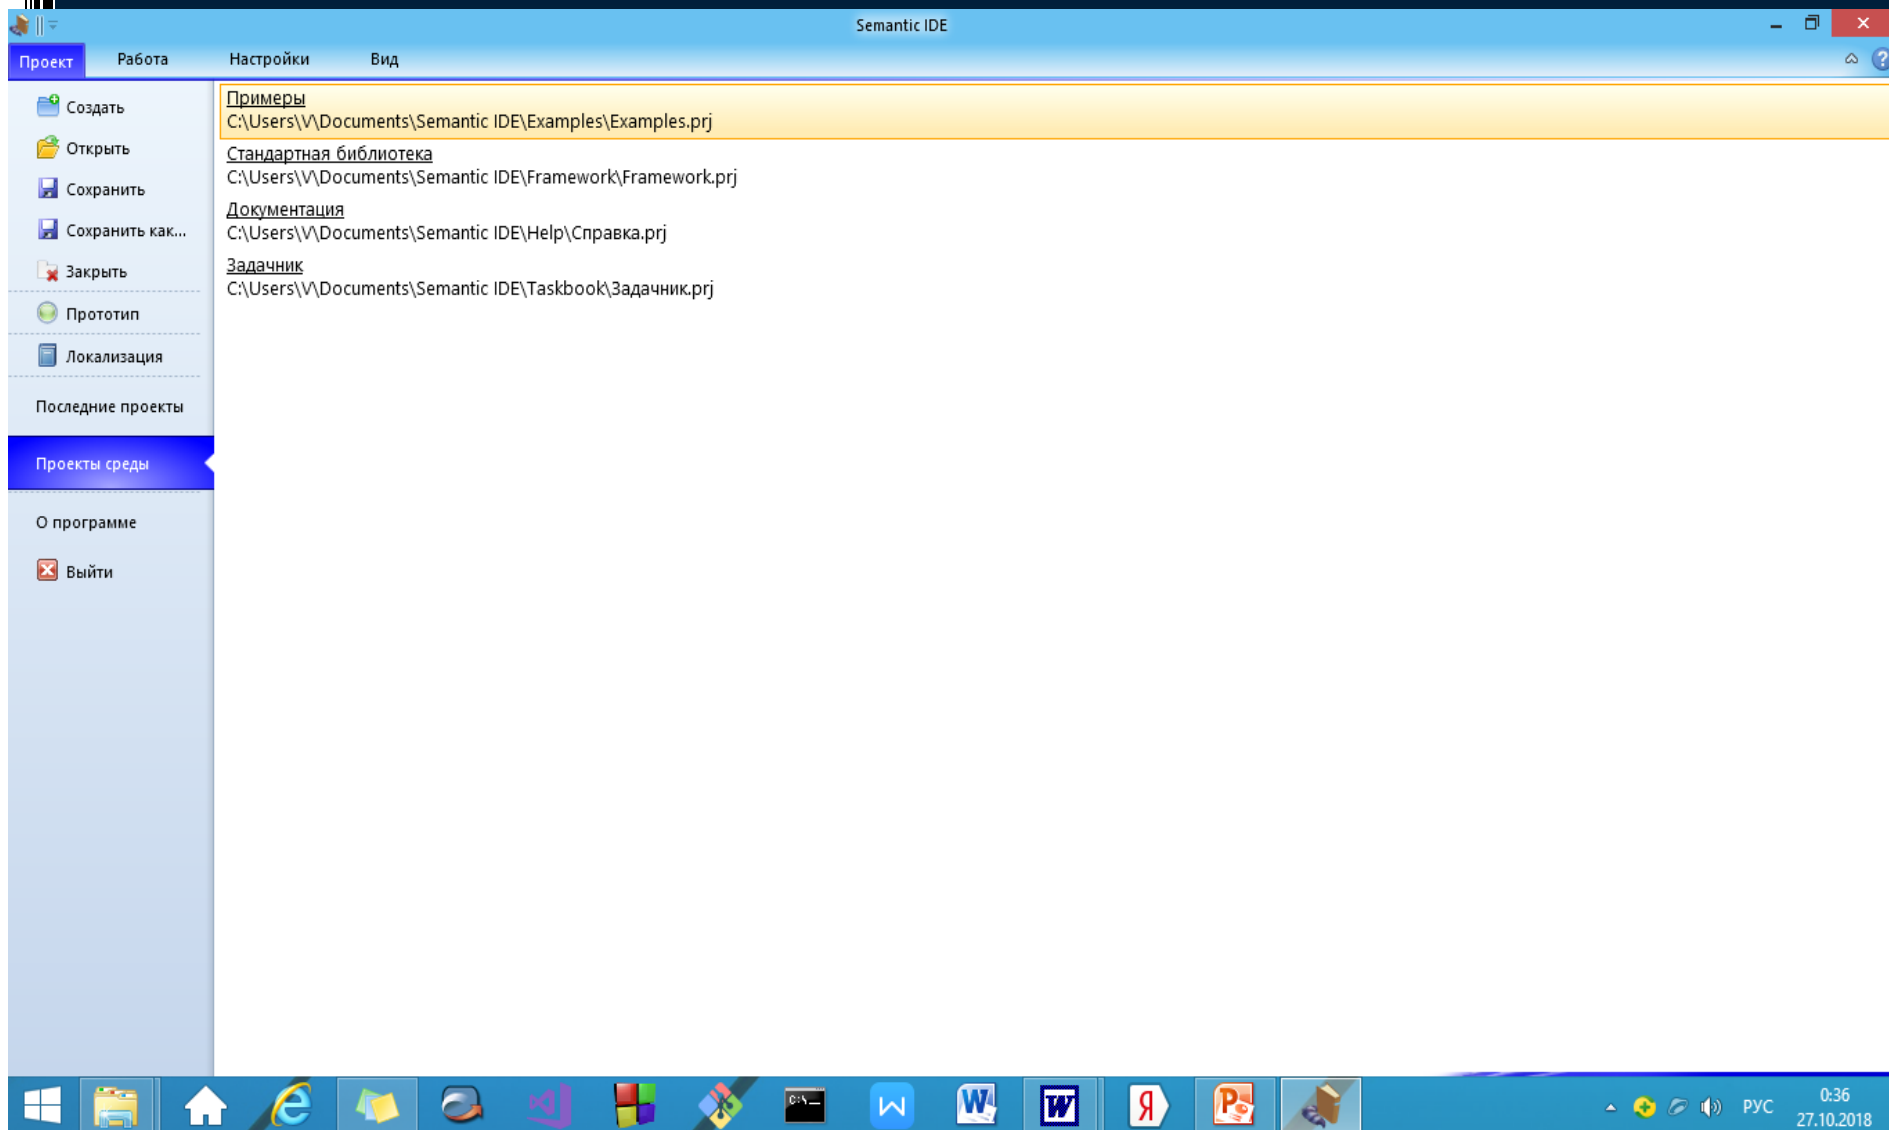 Semantic IDE
Проект Работа Настройки Вид
Создать
Открыть
Сохранить
Сохранить как...
Закрыть
Прототип
Локализация
Последние проекты
Проекты среды
О программе
Выйти
Примеры
C:\Users\V\Documents\Semantic IDE\Examples\Examples.prj
Стандартная библиотека
C:\Users\V\Documents\Semantic IDE\Framework\Framework.prj
Документация
C:\Users\V\Documents\Semantic IDE\Help\Справка.prj
Задачник
C:\Users\V\Documents\Semantic IDE\Taskbook\Задачник.prj
РУС
0:36
27.10.2018